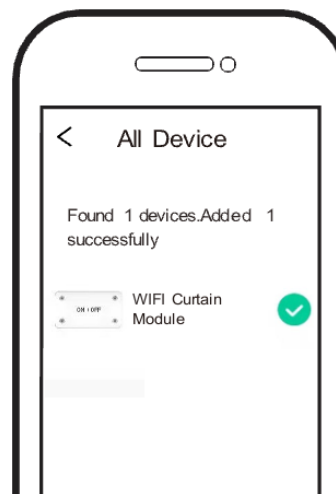 < All Device
Found 1 devices.Added 1
successfully
WIFI Curtain
Module
ON / OFF